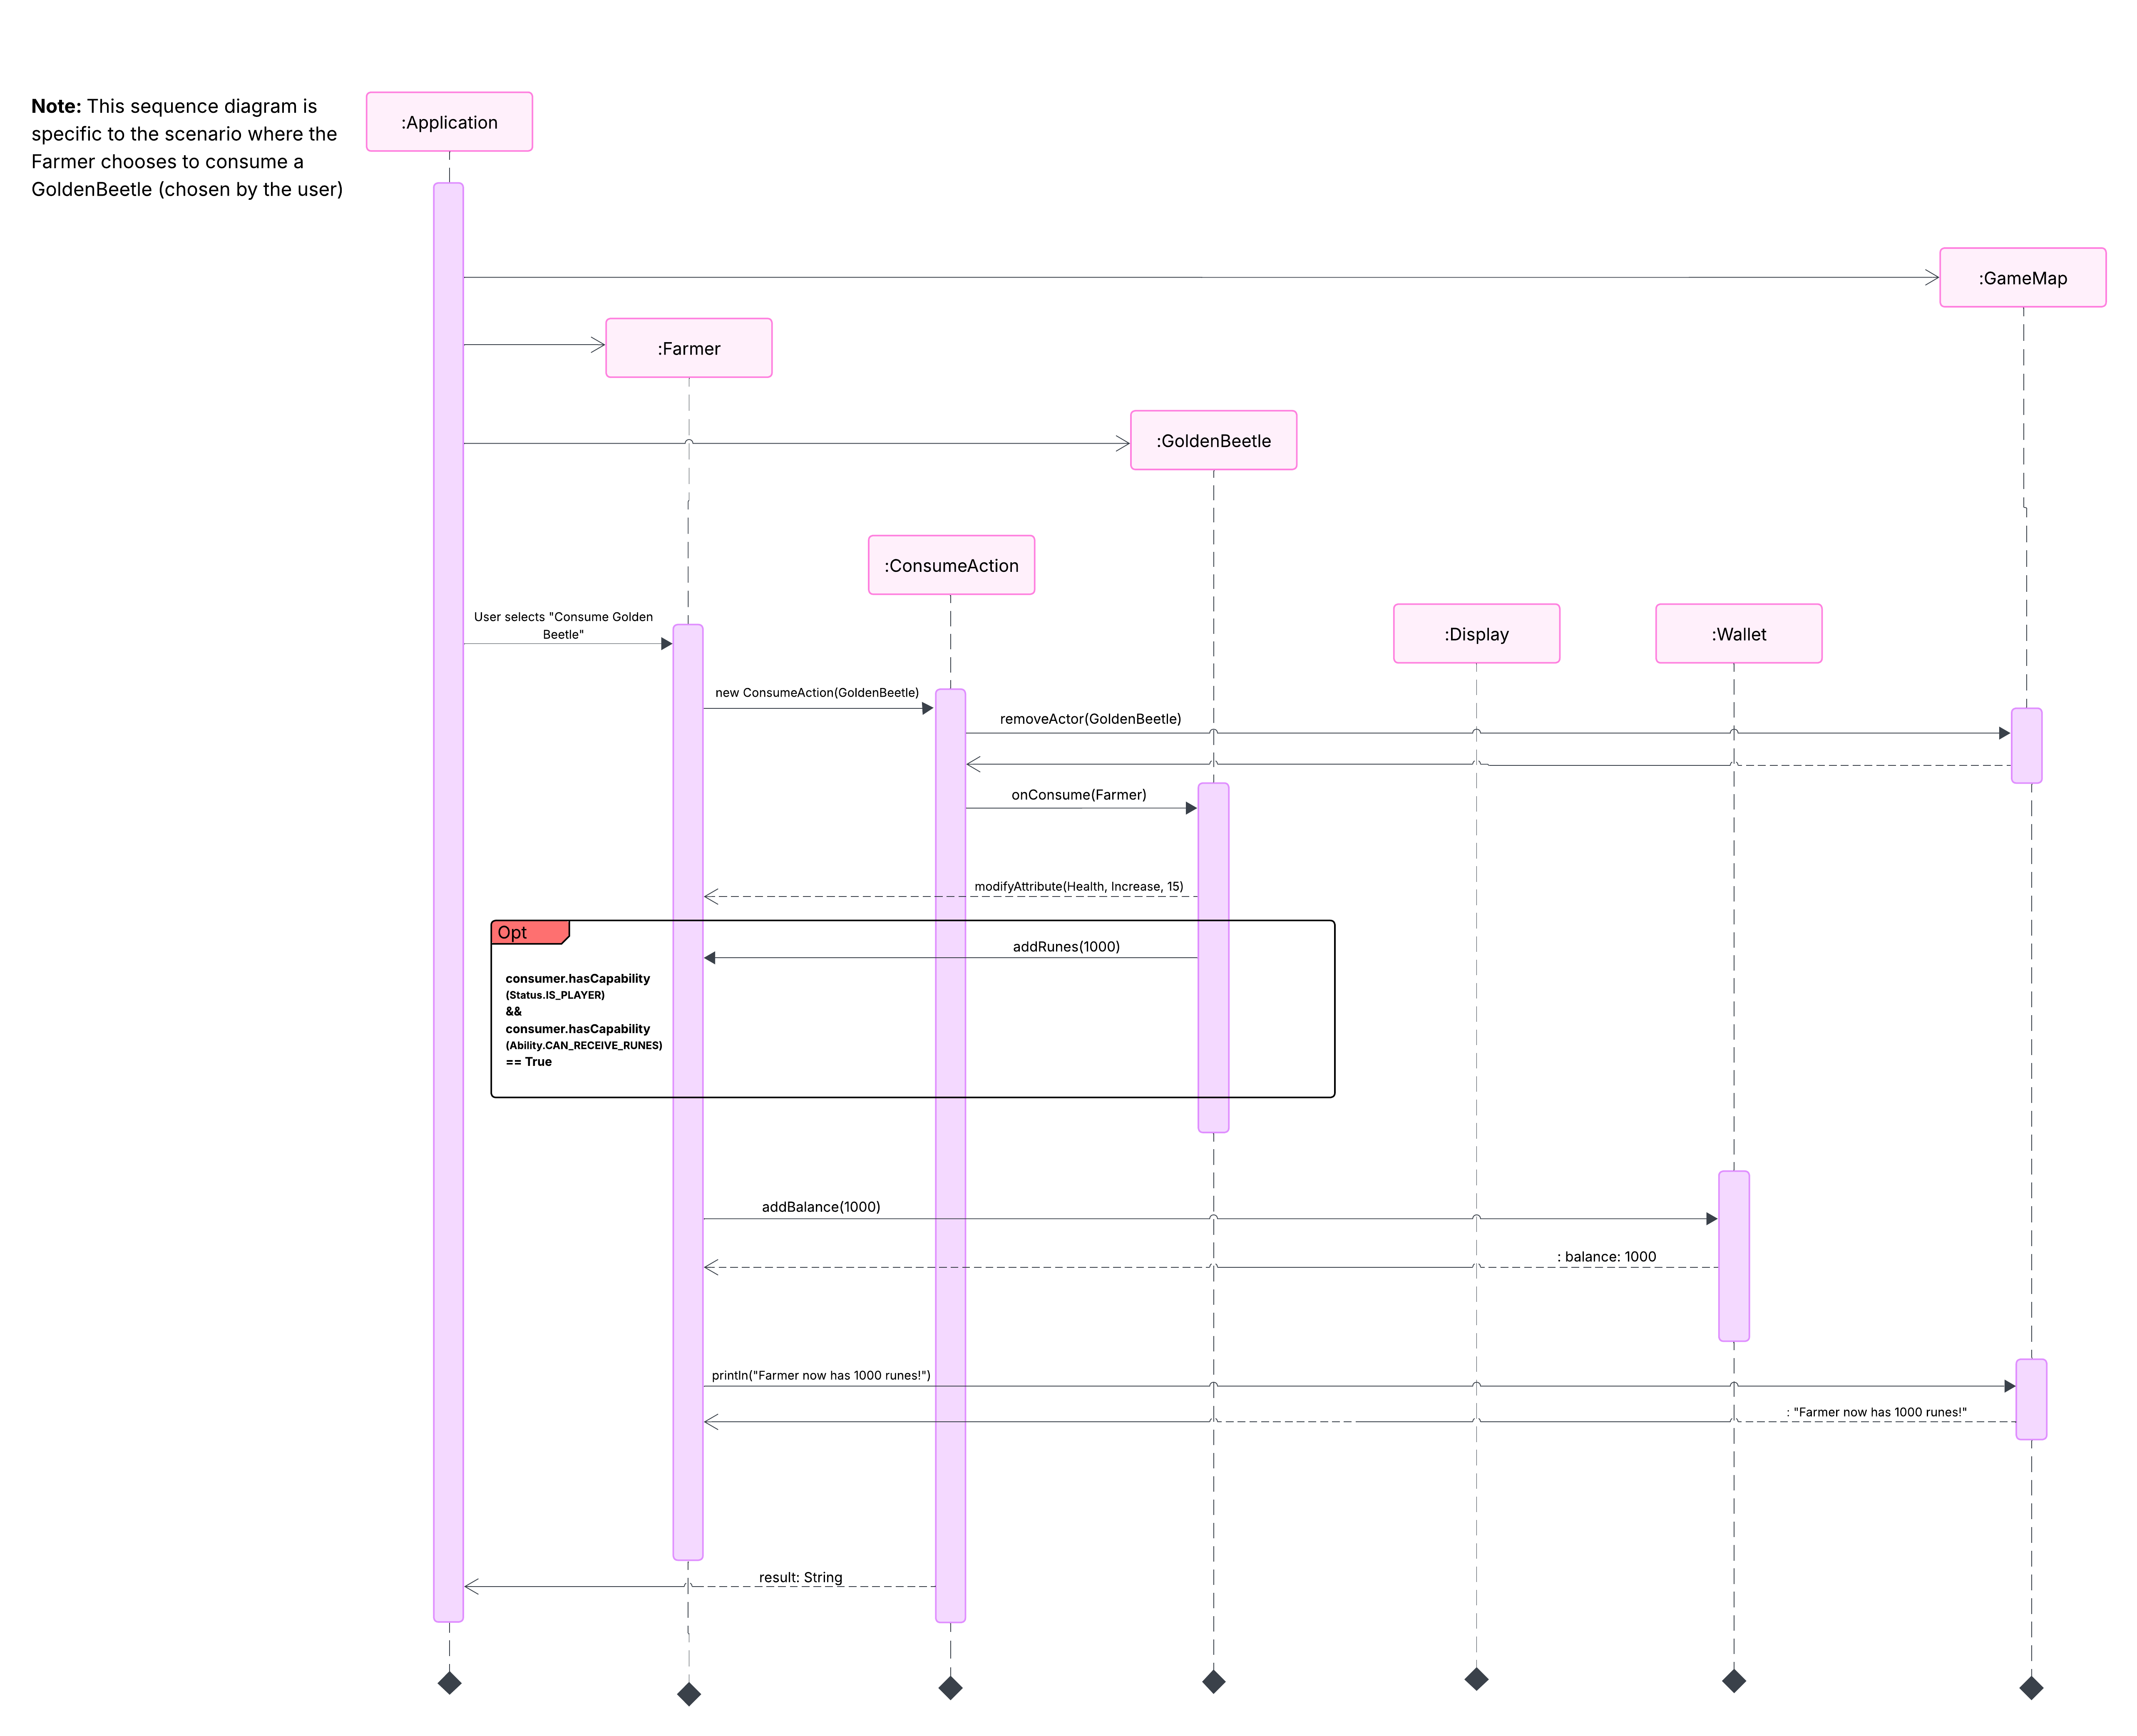 Note: This sequence diagram is
specific to the scenario where the
Farmer chooses to consume a
GoldenBeetle (chosen by the user)
:Application
:GameMap
:Farmer
:GoldenBeetle
:ConsumeAction
:Display
:Wallet
User selects "Consume Golden
Beetle"
new ConsumeAction(GoldenBeetle)
removeActor(GoldenBeetle)
onConsume(Farmer)
modifyAttribute(Health, Increase, 15)
Opt
addRunes(1000)
consumer.hasCapability
(Status.IS_PLAYER)
&&
consumer.hasCapability
(Ability.CAN_RECEIVE_RUNES)
== True
addBalance(1000)
: balance: 1000
println("Farmer now has 1000 runes!")
: "Farmer now has 1000 runes!"
result: String